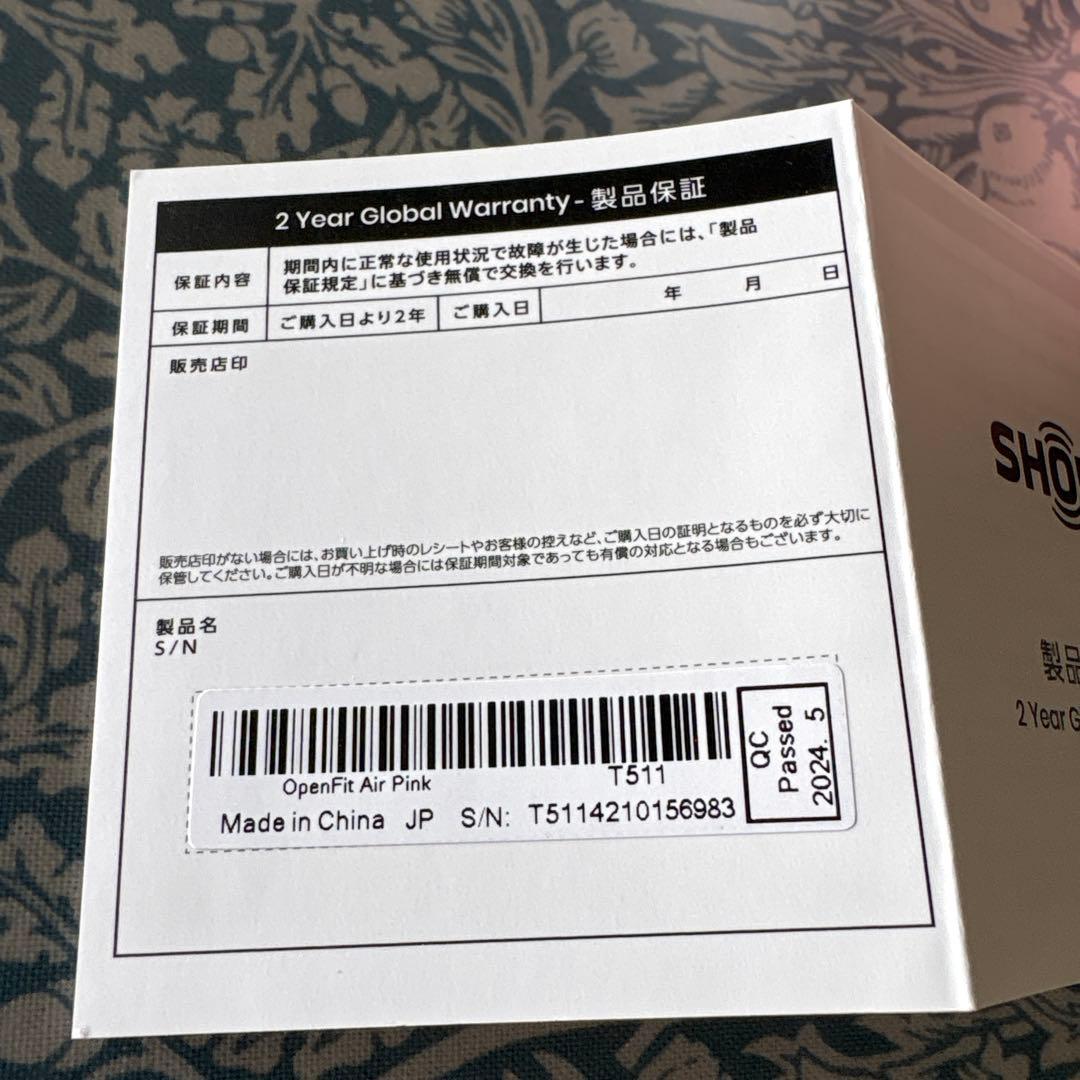 2 Year Global Warranty - 製品保証
保証内容
期間内に正常な使用状況で故障が生じた場合には、「製品
保証規定」に基づき無償で交換を行います。
保証期間 ご購入日より2年 ご購入日 年 月 日
販売店印
販売店印がない場合には、お買い上げ時のレシートやお客様の控えなど、ご購入日の証明となるものを必ず大切に
保管してください。ご購入日が不明な場合には保証期間対象であっても有償の対応となる場合もございます。
製品名
S/N
OpenFit Air Pink T511
Made in China JP S/N: T5114210156983
QC
Passed
2024. 5
SHO
製品
2 Year G